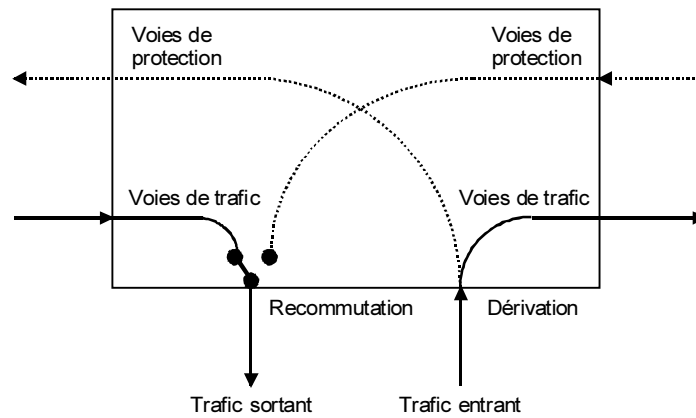 Voies de
protection
Voies de
protection
Voies de trafic
Voies de trafic
Recommutation
Dérivation
Trafic sortant
Trafic entrant